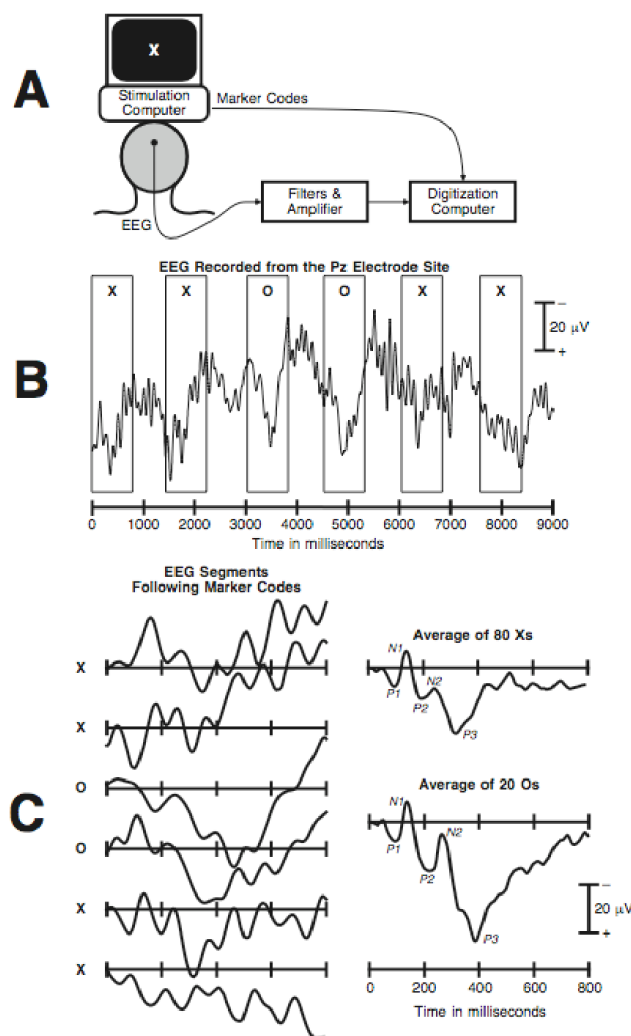 A
X
Stimulation
Computer
Marker Codes
Filters &
Amplifier
Digitization
Computer
EEG
EEG Recorded from the Pz Electrode Site
B
X X O O X X
−
20 μV
+
0 1000 2000 3000 4000 5000 6000 7000 8000 9000
Time in milliseconds
C
EEG Segments
Following Marker Codes
X
X
O
O
X
X
Average of 80 Xs
N1
P1
P2
N2
P3
Average of 20 Os
N1
P1
P2
N2
P3
−
20 μV
+
0 200 400 600 800
Time in milliseconds